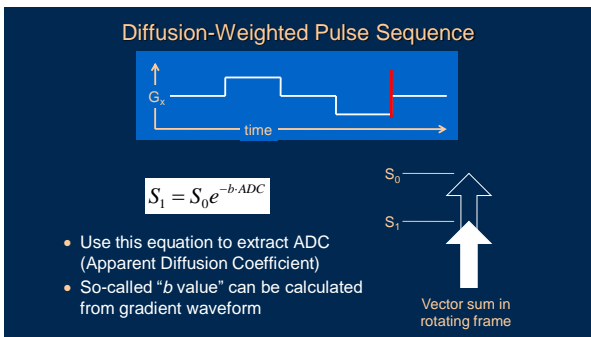 Diffusion-Weighted Pulse Sequence
Gₓ
time
S₁ = S₀e^{−b·ADC}
S₀
S₁
• Use this equation to extract ADC
(Apparent Diffusion Coefficient)
• So-called “b value” can be calculated
from gradient waveform
Vector sum in
rotating frame